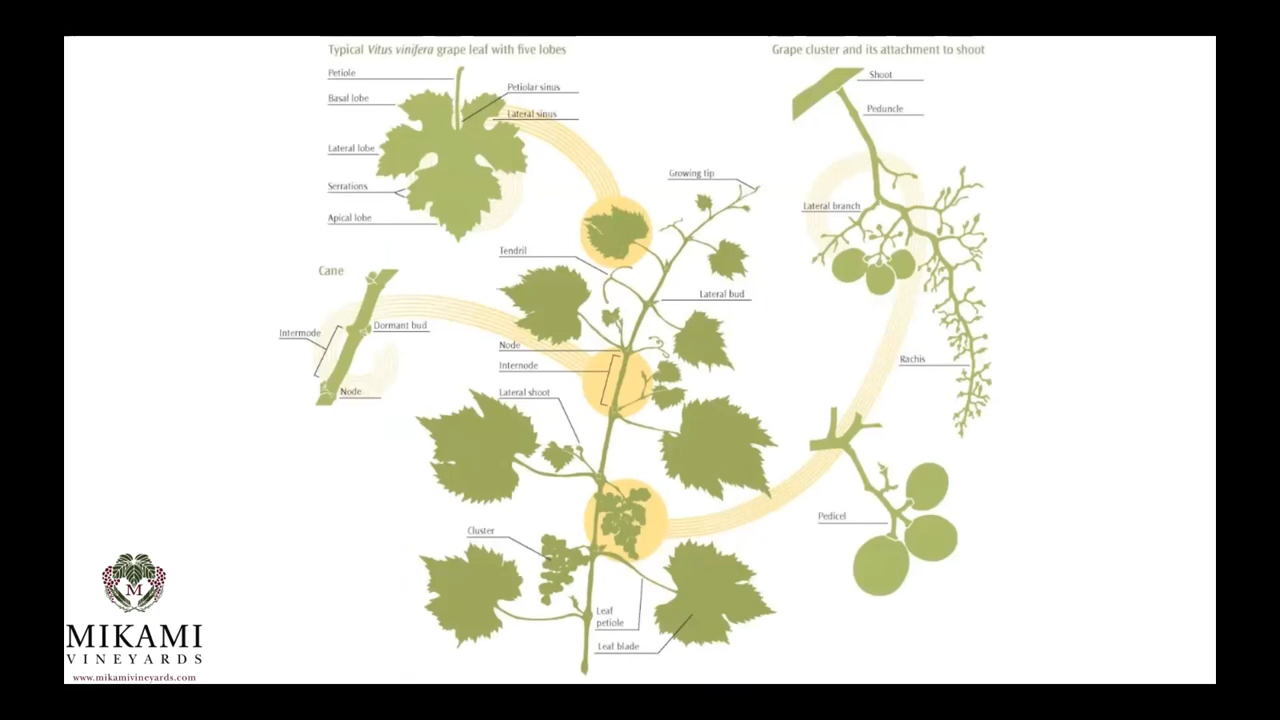 Typical Vitus vinifera grape leaf with five lobes
Petiole
Basal lobe
Lateral lobe
Serrations
Apical lobe
Petiolar sinus
Lateral sinus
Cane
Intermode
Dormant bud
Node
Growing tip
Tendril
Lateral bud
Node
Internode
Lateral shoot
Cluster
Leaf
petiole
Leaf blade
Grape cluster and its attachment to shoot
Shoot
Peduncle
Lateral branch
Rachis
Pedicel
M
MIKAMI
VINEYARDS
www.mikamivineyards.com